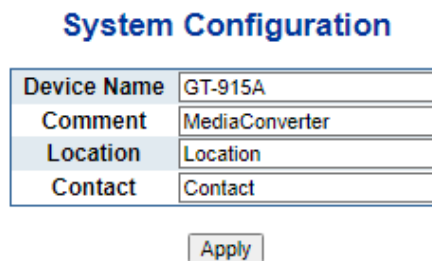 System Configuration
Device Name GT-915A
Comment MediaConverter
Location Location
Contact Contact
Apply